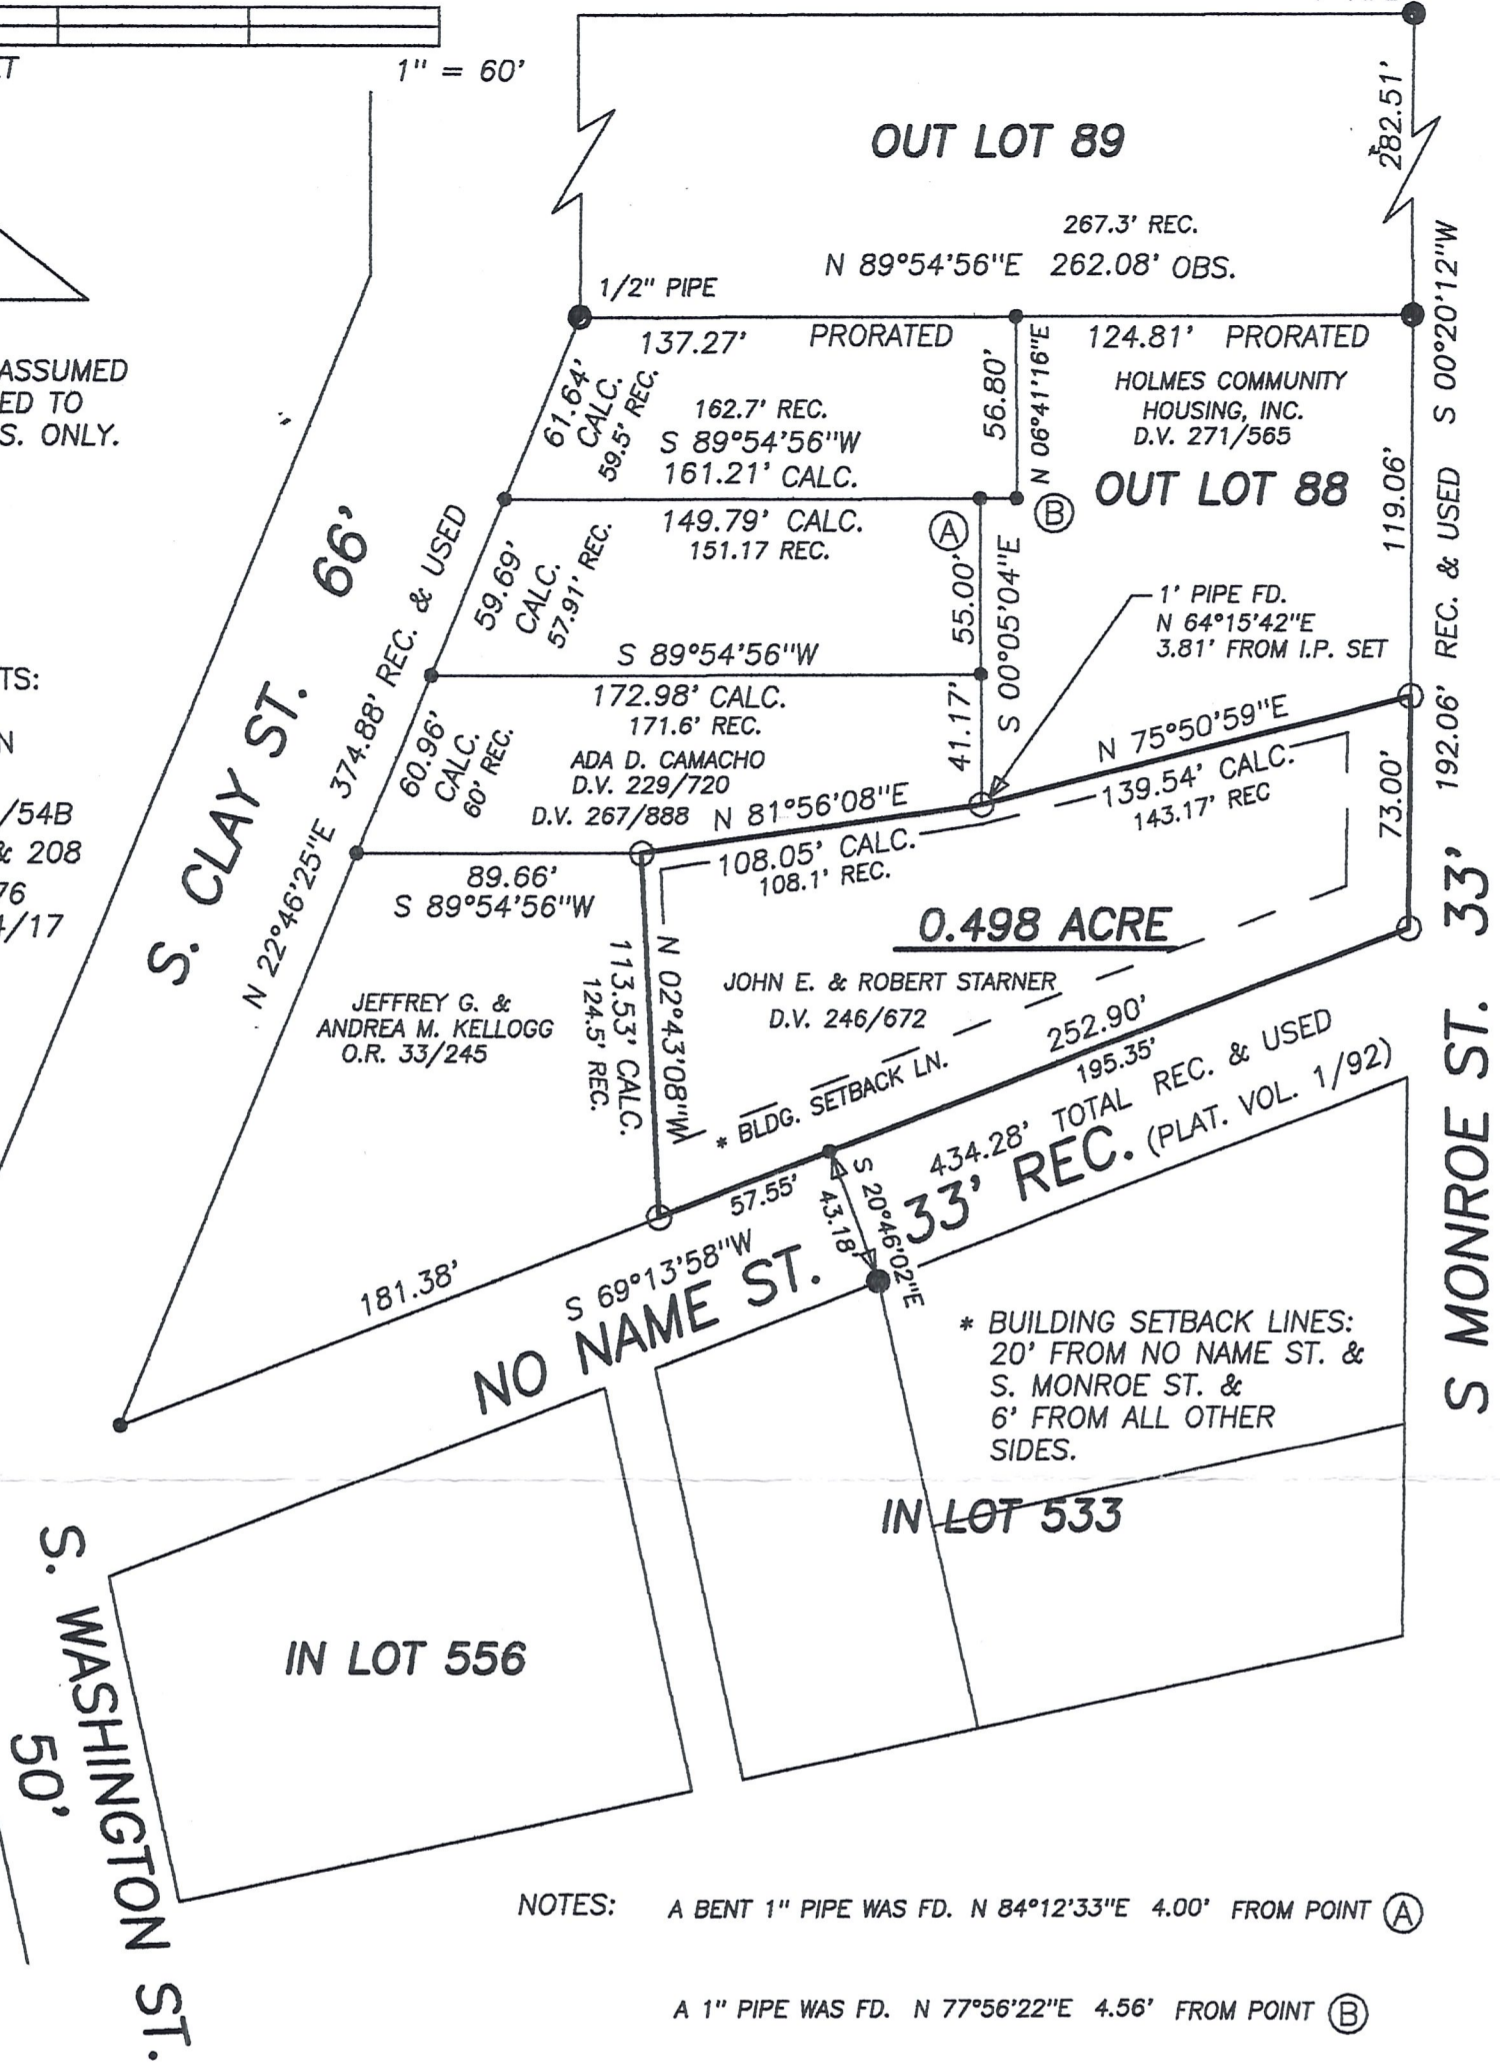 T
1" = 60'
282.51'
OUT LOT 89
267.3' REC.
N 89°54'56"E 262.08' OBS.
1/2" PIPE
137.27' PRORATED
124.81' PRORATED
S 00°20'12"W
192.06' REC. & USED
ASSUMED
ED TO
S. ONLY.
61.64'
CALC.
59.5' REC.
162.7' REC.
S 89°54'56"W
161.21' CALC.
56.80'
N 06°41'16"E
HOLMES COMMUNITY
HOUSING, INC.
D.V. 271/565
OUT LOT 88
119.06'
149.79' CALC.
151.17 REC.
A
B
59.69'
CALC.
57.91' REC.
55.00'
S 00°05'04"E
1' PIPE FD.
N 64°15'42"E
3.81' FROM I.P. SET
S. CLAY ST. 66'
N 22°46'25"E 374.88' REC. & USED
S 89°54'56"W
172.98' CALC.
171.6' REC.
41.17'
TS:
N
/54B
& 208
76
4/17
60.96'
CALC.
60' REC.
ADA D. CAMACHO
D.V. 229/720
D.V. 267/888
N 81°56'08"E
108.05' CALC.
108.1' REC.
N 75°50'59"E
139.54' CALC.
143.17' REC
73.00'
89.66'
S 89°54'56"W
0.498 ACRE
JOHN E. & ROBERT STARNER
D.V. 246/672
JEFFREY G. &
ANDREA M. KELLOGG
O.R. 33/245
N 02°43'08"W
113.53' CALC.
124.5' REC.
* BLDG. SETBACK LN.
252.90'
195.35'
434.28' TOTAL REC. & USED
57.55'
S 20°46'02"E
43.18'
181.38'
S 69°13'58"W
NO NAME ST. 33' REC. (PLAT. VOL. 1/92)
S MONROE ST. 33'
* BUILDING SETBACK LINES:
20' FROM NO NAME ST. &
S. MONROE ST. &
6' FROM ALL OTHER
SIDES.
IN LOT 533
IN LOT 556
S. WASHINGTON ST.
50'
NOTES: A BENT 1" PIPE WAS FD. N 84°12'33"E 4.00' FROM POINT A
A 1" PIPE WAS FD. N 77°56'22"E 4.56' FROM POINT B